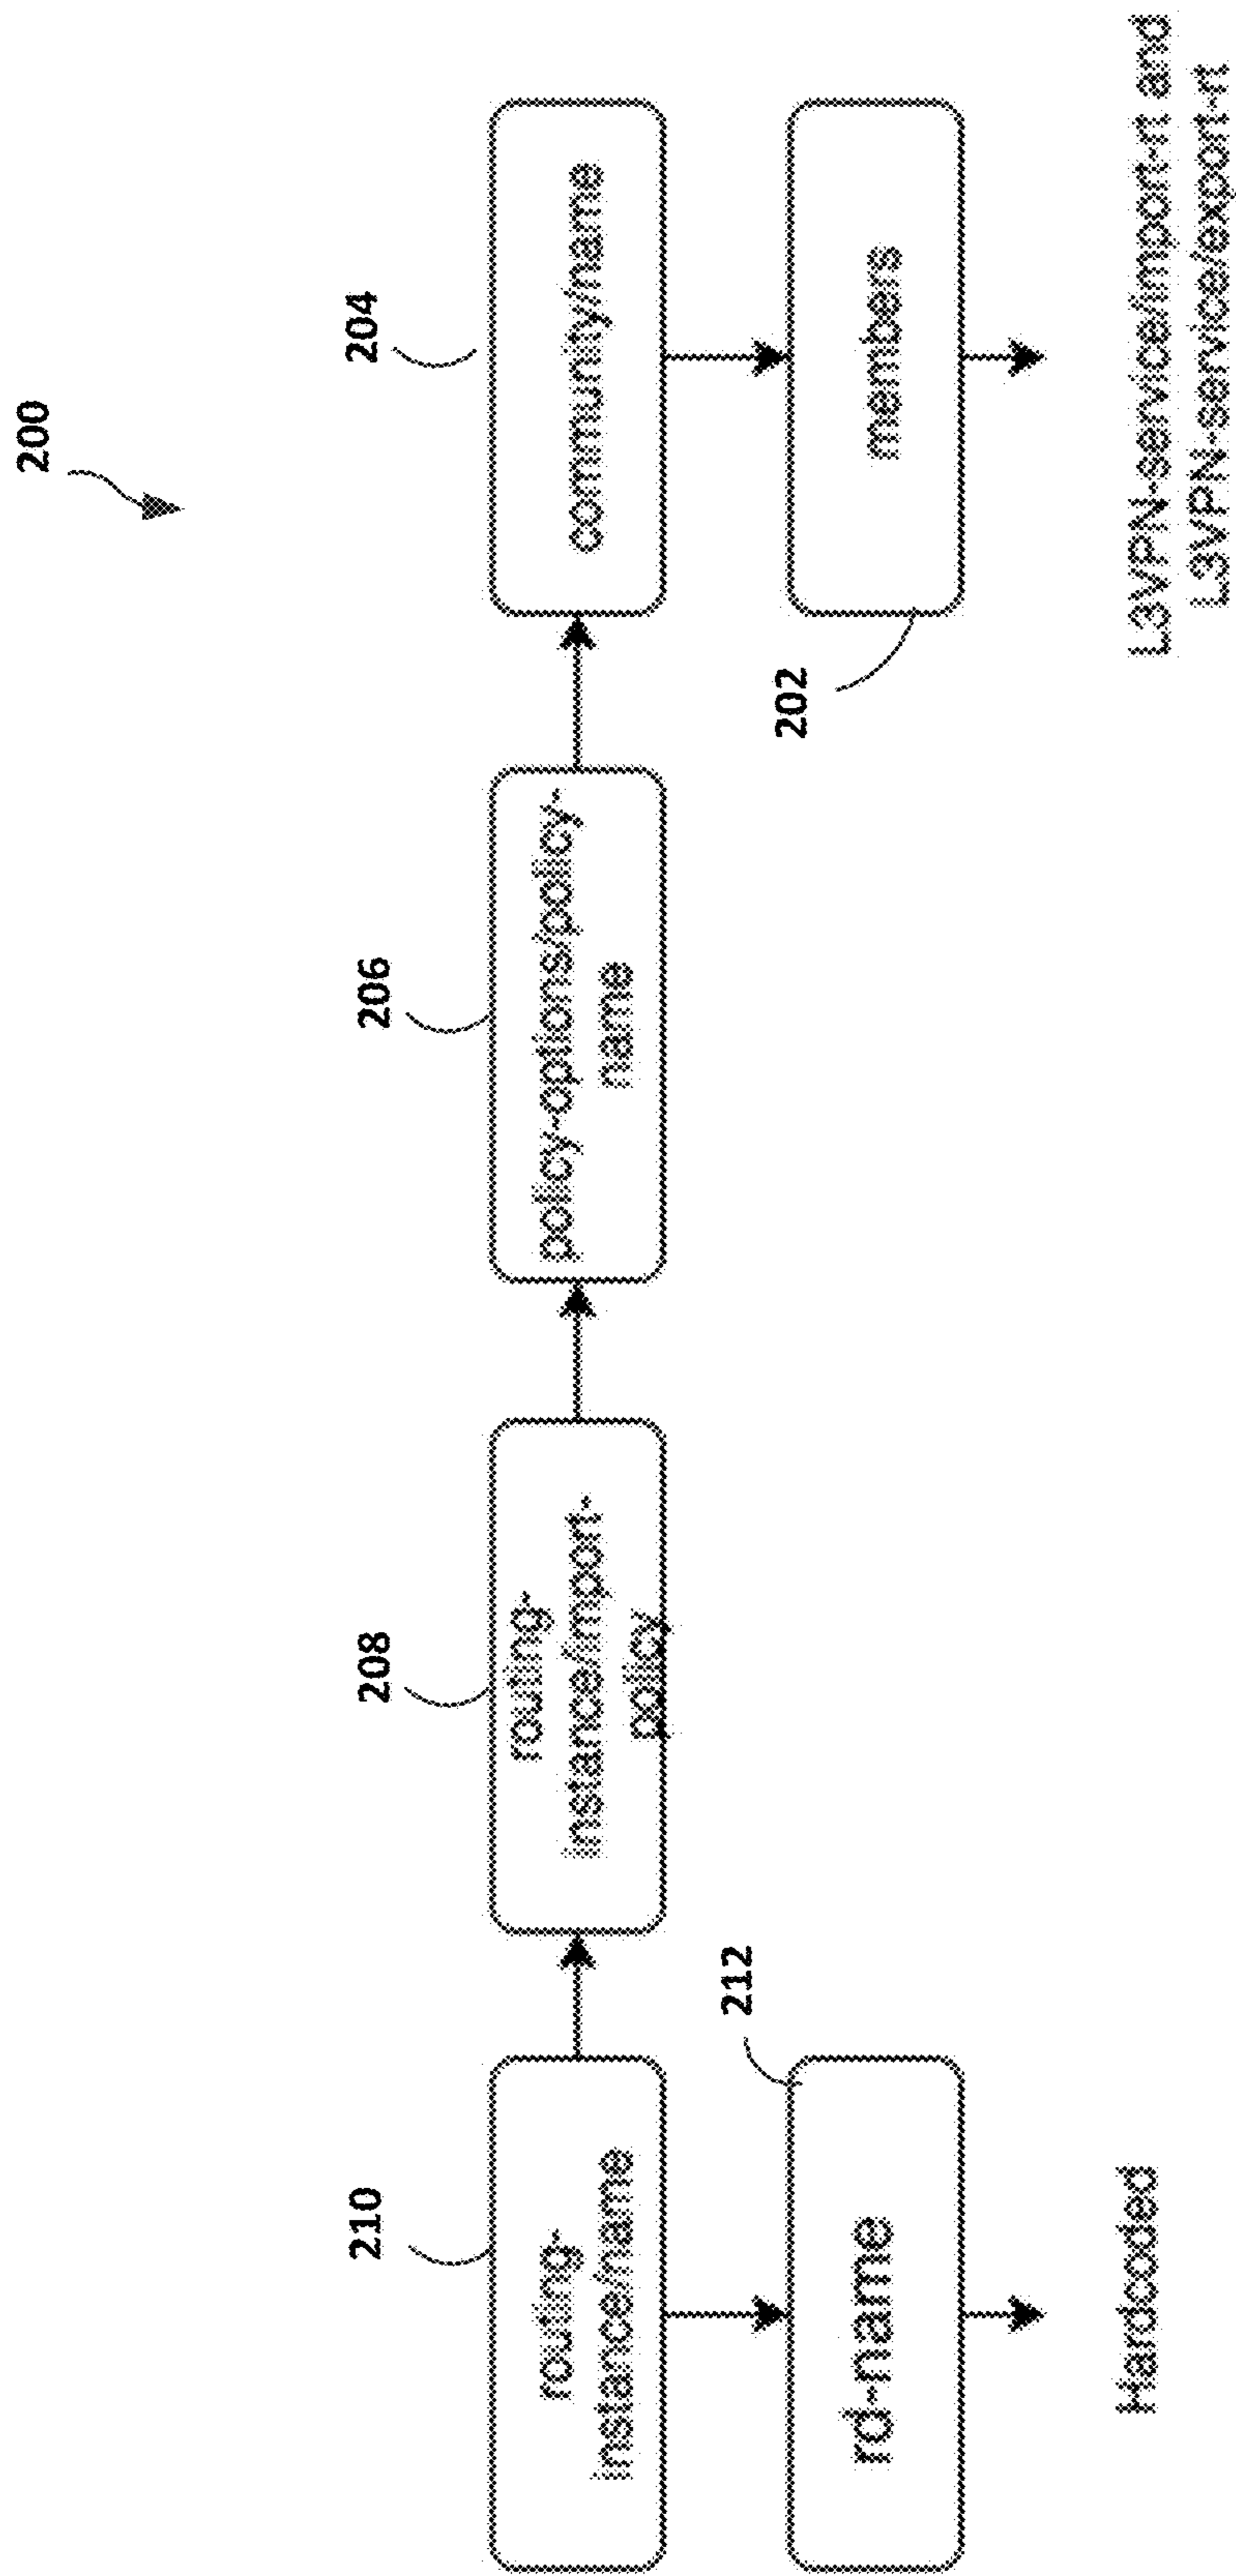 200
210
routing-
instance/name
208
routing-
instance/import-
policy
206
policy-options/policy-
name
204
community/name
212
rd-name
202
members
Hardcoded
L3VPN-service/import-rt and
L3VPN-service/export-rt